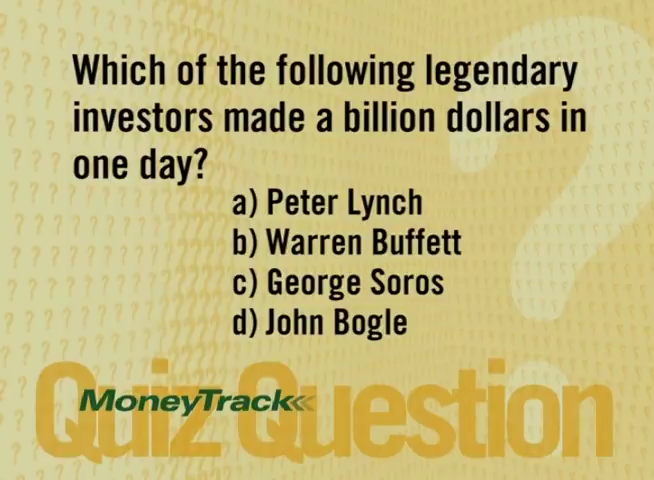 Which of the following legendary
investors made a billion dollars in
one day?
a) Peter Lynch
b) Warren Buffett
c) George Soros
d) John Bogle
MoneyTrack
Quiz Question